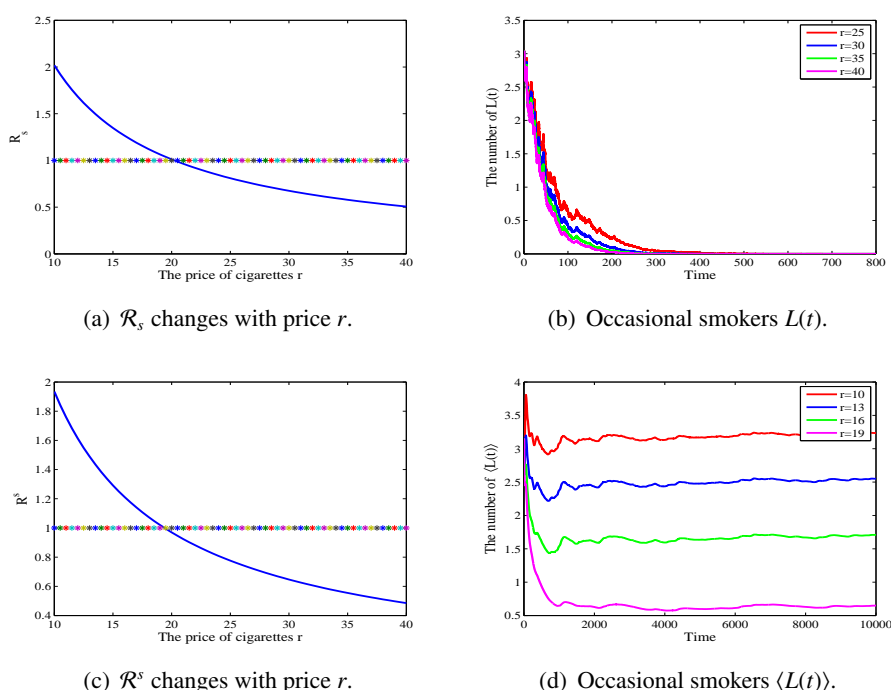 2.5
2
1.5
1
0.5
0
R_s
10 15 20 25 30 35 40
The price of cigarettes r
(a) 𝓡_s changes with price r.
3.5
3
2.5
2
1.5
1
0.5
0
The number of L(t)
r=25
r=30
r=35
r=40
0 100 200 300 400 500 600 700 800
Time
(b) Occasional smokers L(t).
2
1.8
1.6
1.4
1.2
1
0.8
0.6
0.4
R^s
10 15 20 25 30 35 40
The price of cigarettes r
(c) 𝓡^s changes with price r.
4
3.5
3
2.5
2
1.5
1
0.5
The number of ⟨L(t)⟩
r=10
r=13
r=16
r=19
0 2000 4000 6000 8000 10000
Time
(d) Occasional smokers ⟨L(t)⟩.